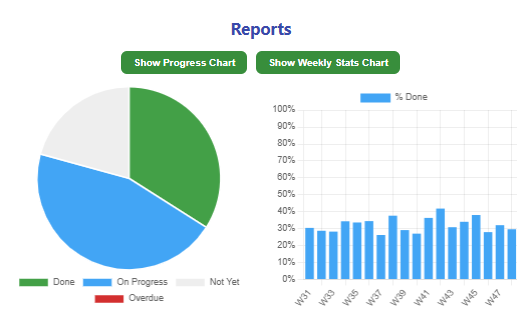 Reports
Show Progress Chart Show Weekly Stats Chart
Done On Progress Not Yet
Overdue
% Done
100%
90%
80%
70%
60%
50%
40%
30%
20%
10%
0%
W31 W33 W35 W37 W39 W41 W43 W45 W47